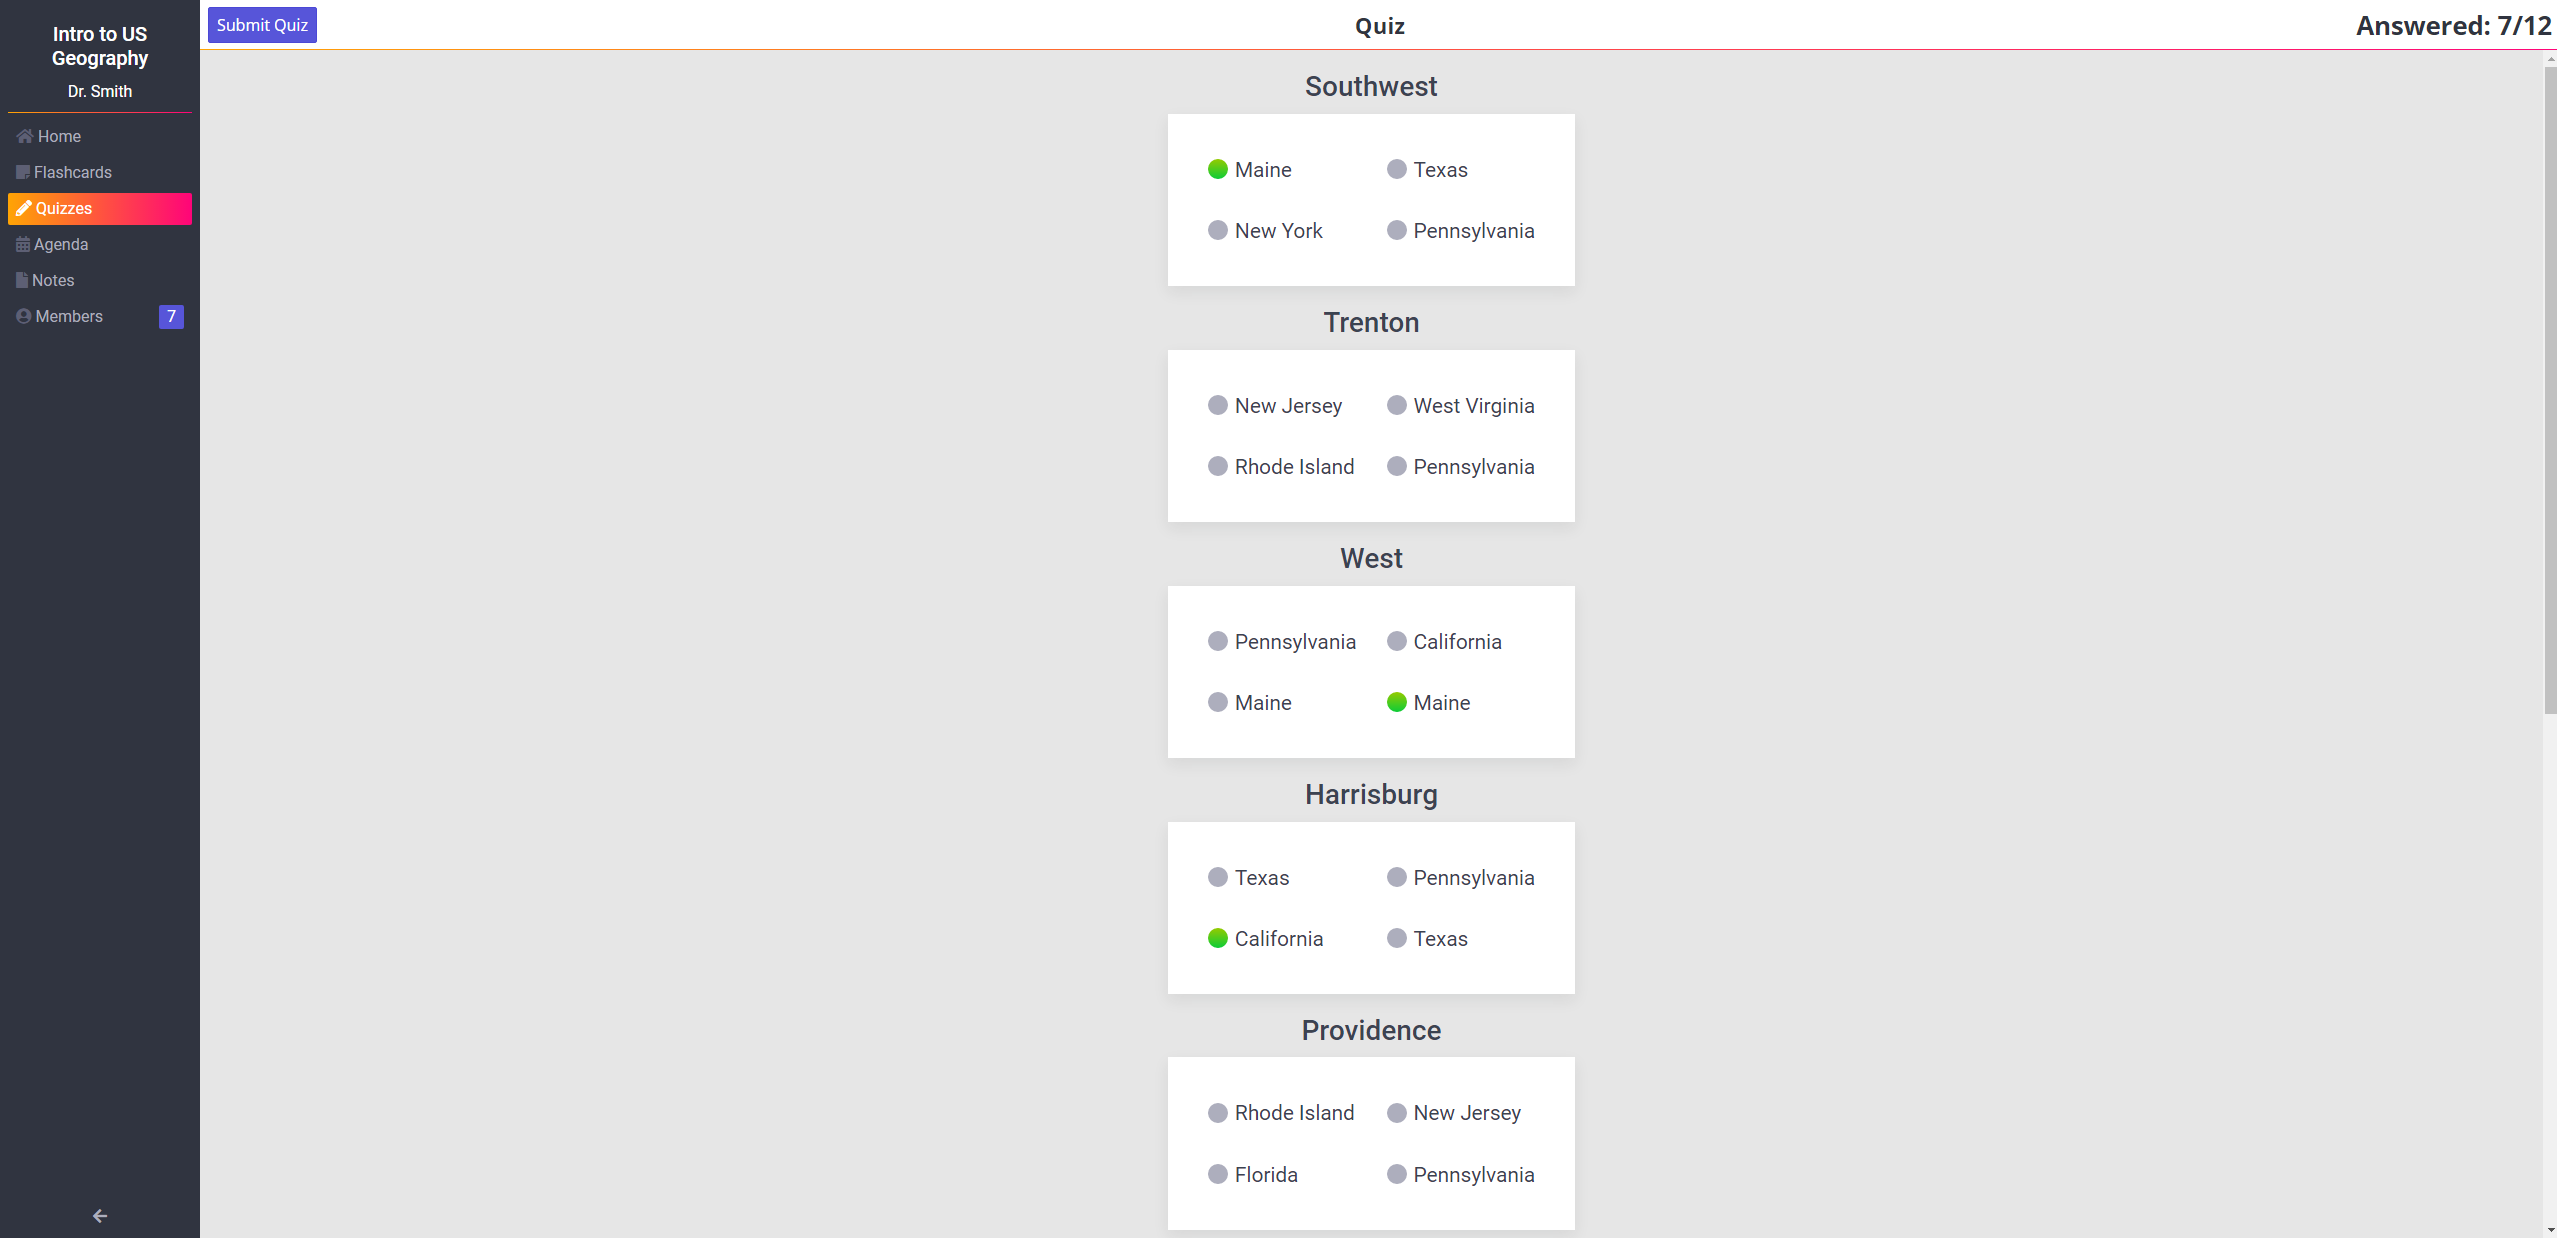 Intro to US
Geography
Dr. Smith
Home
Flashcards
Quizzes
Agenda
Notes
Members 7
Submit Quiz
Quiz
Answered: 7/12
Southwest
Maine Texas
New York Pennsylvania
Trenton
New Jersey West Virginia
Rhode Island Pennsylvania
West
Pennsylvania California
Maine Maine
Harrisburg
Texas Pennsylvania
California Texas
Providence
Rhode Island New Jersey
Florida Pennsylvania